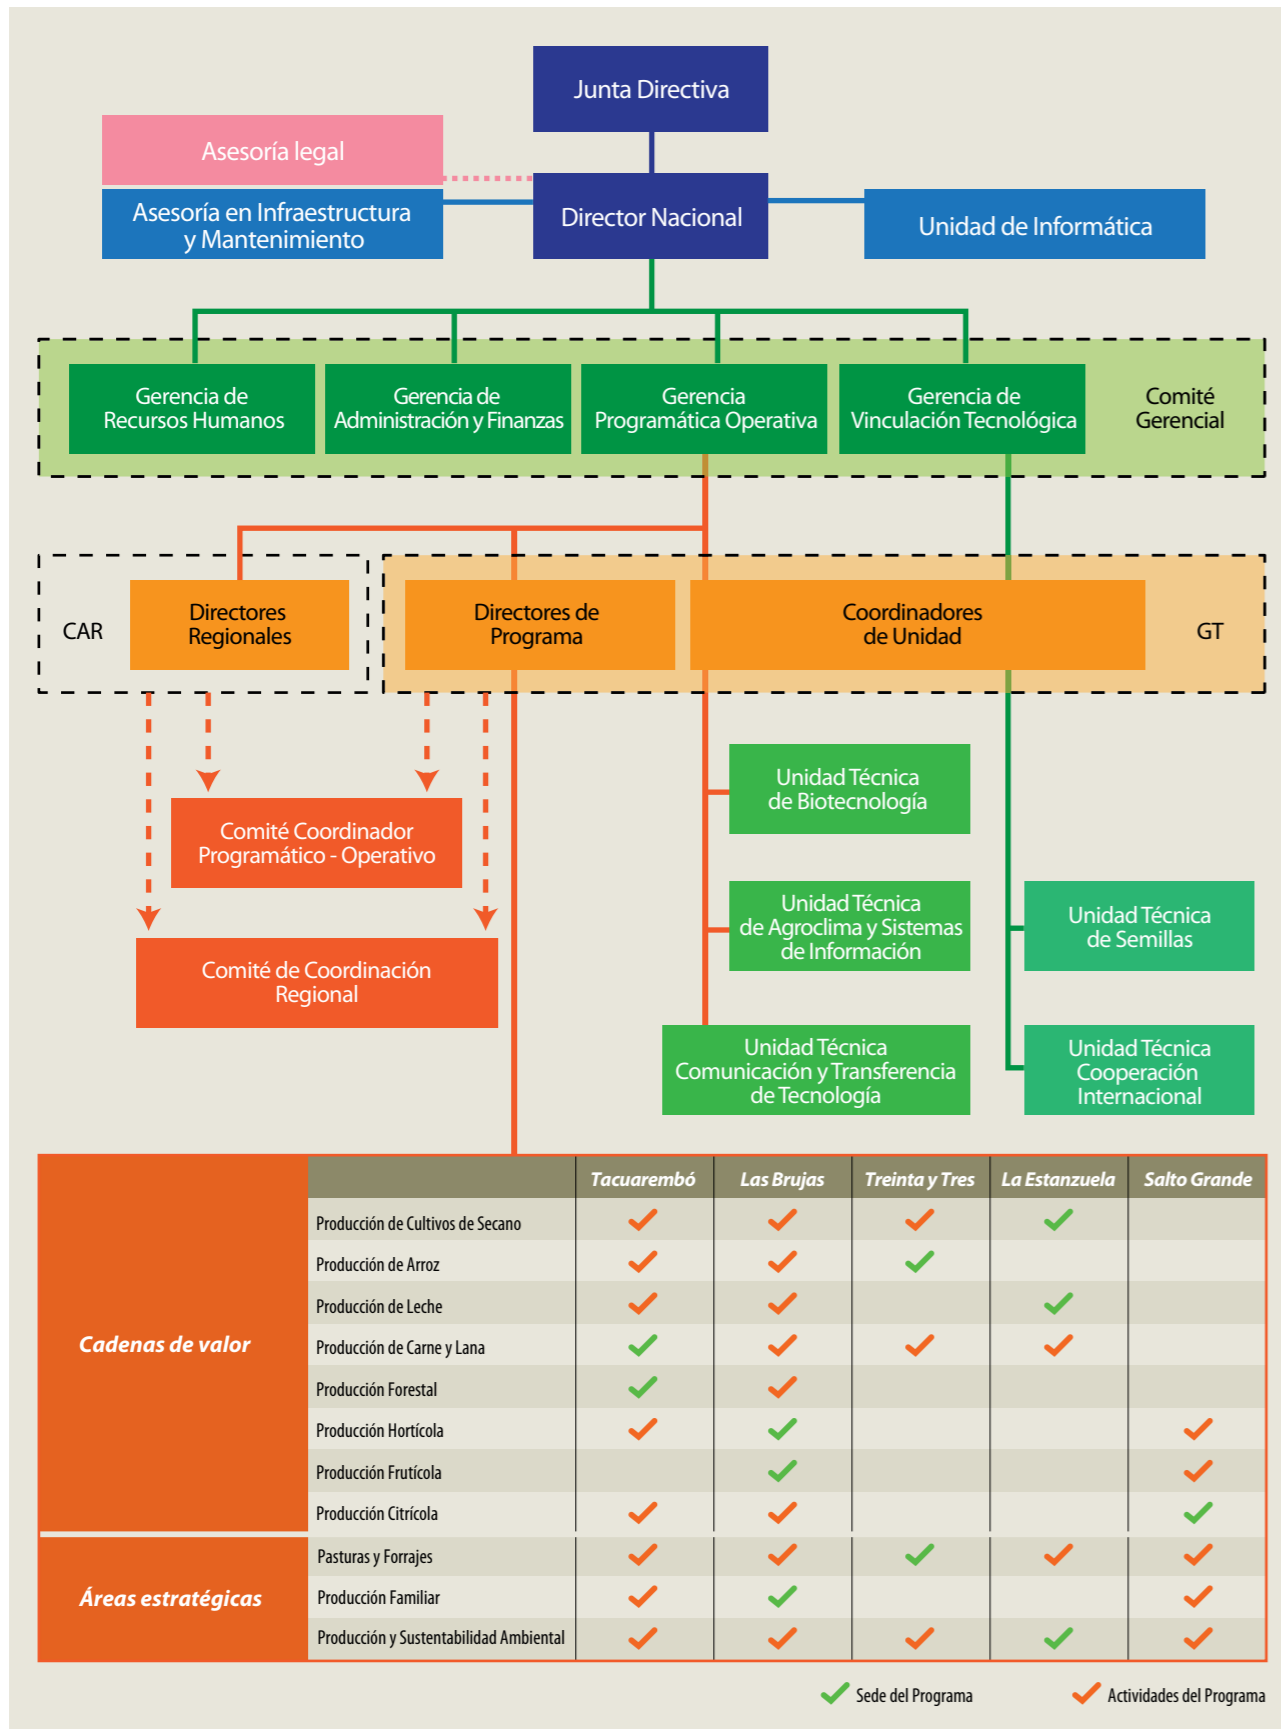 Junta Directiva
Asesoría legal
Asesoría en Infraestructura
y Mantenimiento
Director Nacional
Unidad de Informática
Gerencia de
Recursos Humanos
Gerencia de
Administración y Finanzas
Gerencia
Programática Operativa
Gerencia de
Vinculación Tecnológica
Comité
Gerencial
CAR
Directores
Regionales
Directores de
Programa
Coordinadores
de Unidad
GT
Unidad Técnica
de Biotecnología
Comité Coordinador
Programático - Operativo
Unidad Técnica
de Agroclima y Sistemas
de Información
Unidad Técnica
de Semillas
Comité de Coordinación
Regional
Unidad Técnica
Comunicación y Transferencia
de Tecnología
Unidad Técnica
Cooperación
Internacional
Tacuarembó Las Brujas Treinta y Tres La Estanzuela Salto Grande
Cadenas de valor
Producción de Cultivos de Secano
Producción de Arroz
Producción de Leche
Producción de Carne y Lana
Producción Forestal
Producción Hortícola
Producción Frutícola
Producción Citrícola
Áreas estratégicas
Pasturas y Forrajes
Producción Familiar
Producción y Sustentabilidad Ambiental
Sede del Programa
Actividades del Programa